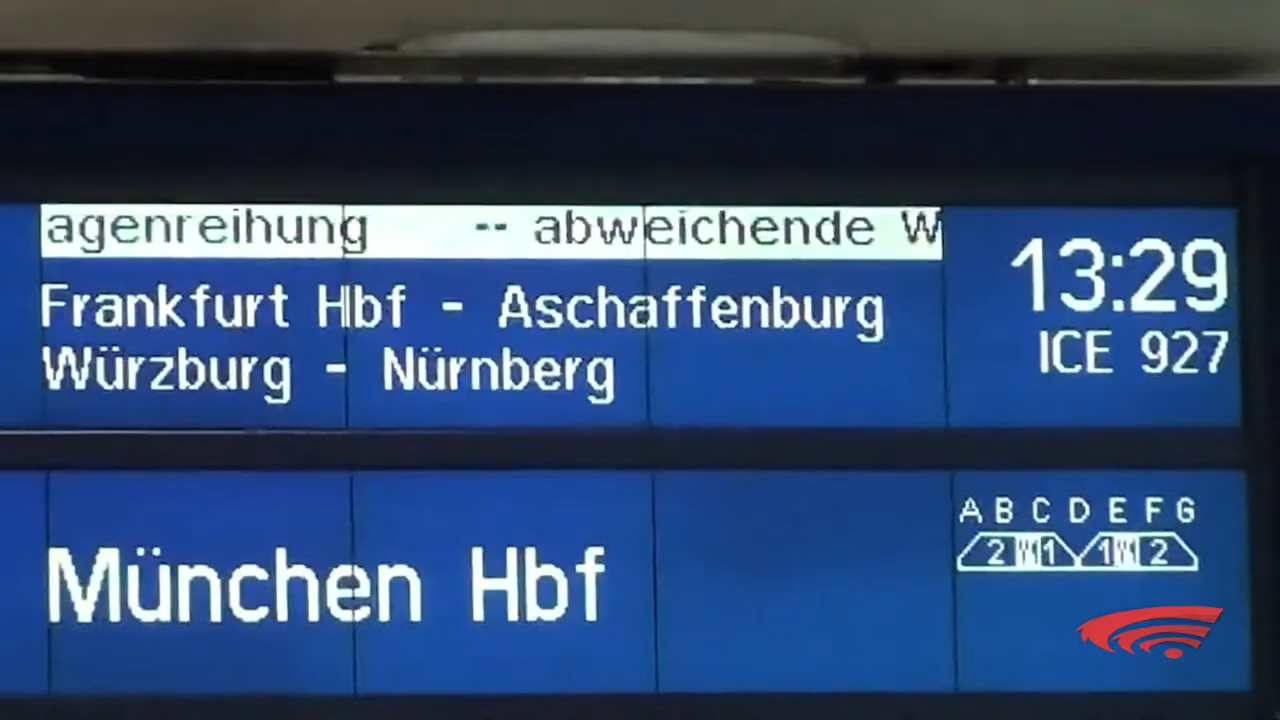 agenreihung -- abweichende W
Frankfurt Hbf - Aschaffenburg
Würzburg - Nürnberg
13:29
ICE 927
München Hbf
A B C D E F G
2 1 1 2